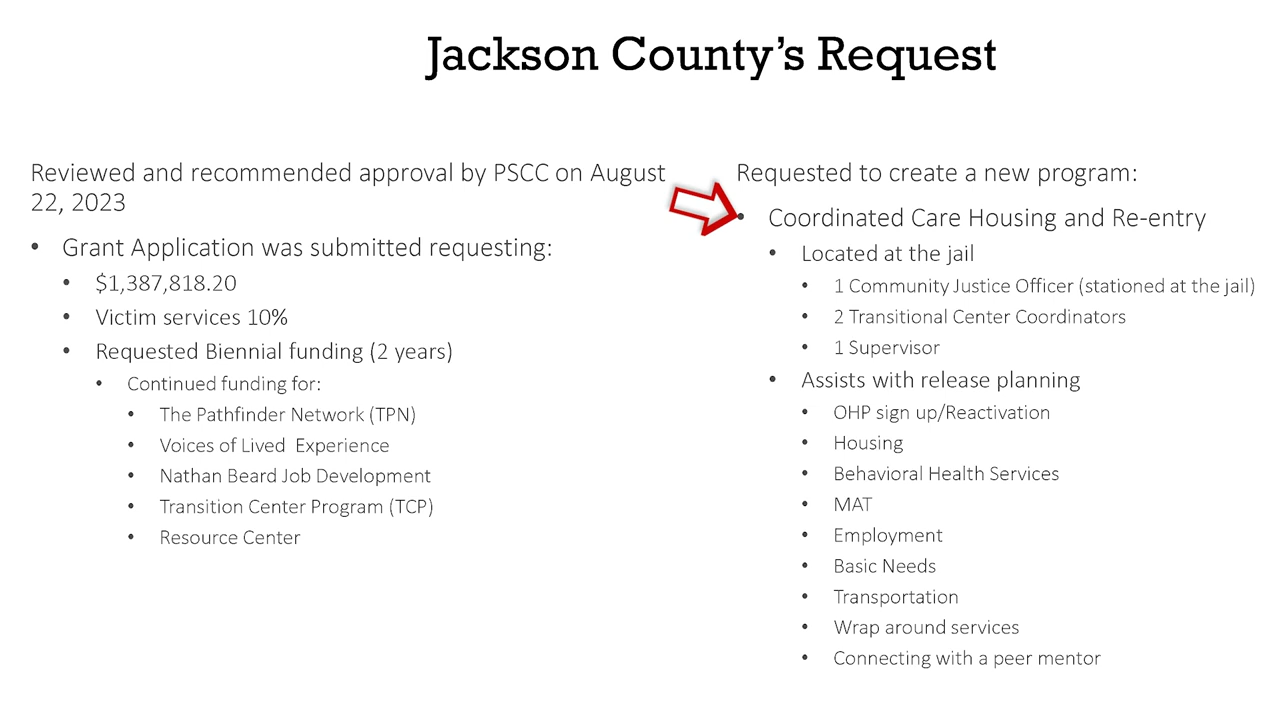 Jackson County's Request
Reviewed and recommended approval by PSCC on August
22, 2023
• Grant Application was submitted requesting:
• $1,387,818.20
• Victim services 10%
• Requested Biennial funding (2 years)
• Continued funding for:
• The Pathfinder Network (TPN)
• Voices of Lived Experience
• Nathan Beard Job Development
• Transition Center Program (TCP)
• Resource Center
Requested to create a new program:
• Coordinated Care Housing and Re-entry
• Located at the jail
• 1 Community Justice Officer (stationed at the jail)
• 2 Transitional Center Coordinators
• 1 Supervisor
• Assists with release planning
• OHP sign up/Reactivation
• Housing
• Behavioral Health Services
• MAT
• Employment
• Basic Needs
• Transportation
• Wrap around services
• Connecting with a peer mentor